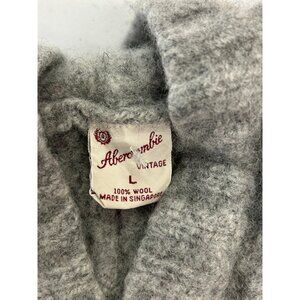 Abercrombie
VINTAGE
L
100% WOOL
MADE IN SINGAPORE